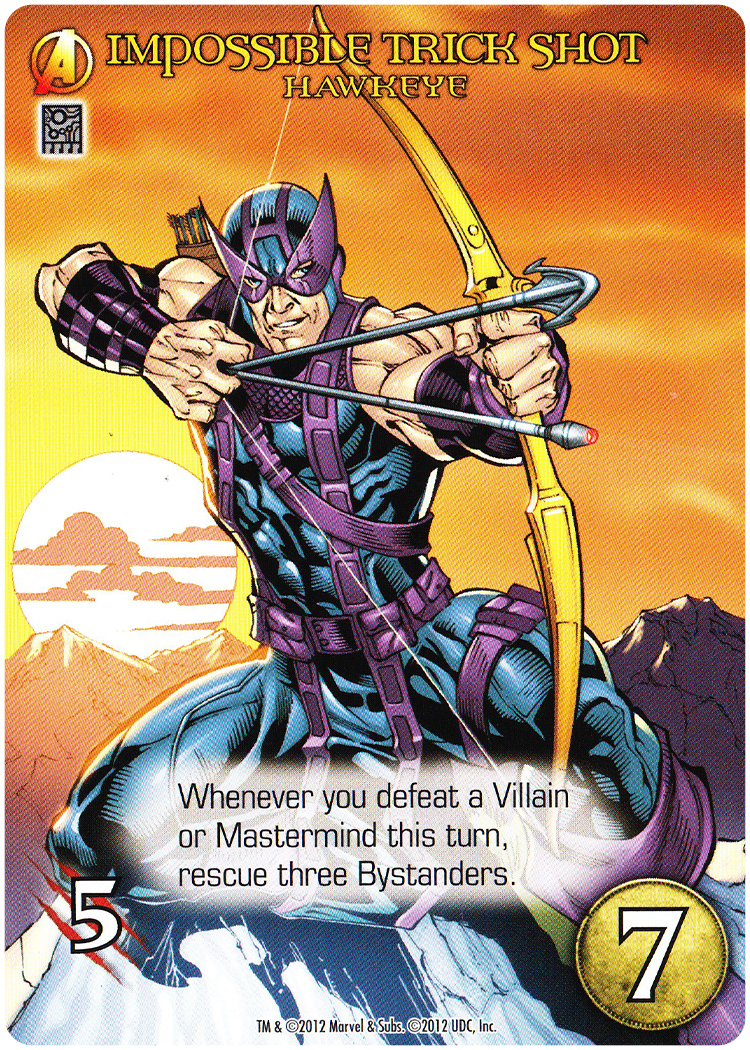 IMPOSSIBLE TRICK SHOT
HAWKEYE
Whenever you defeat a Villain
or Mastermind this turn,
rescue three Bystanders.
5
7
TM & ©2012 Marvel & Subs. ©2012 UDC, Inc.